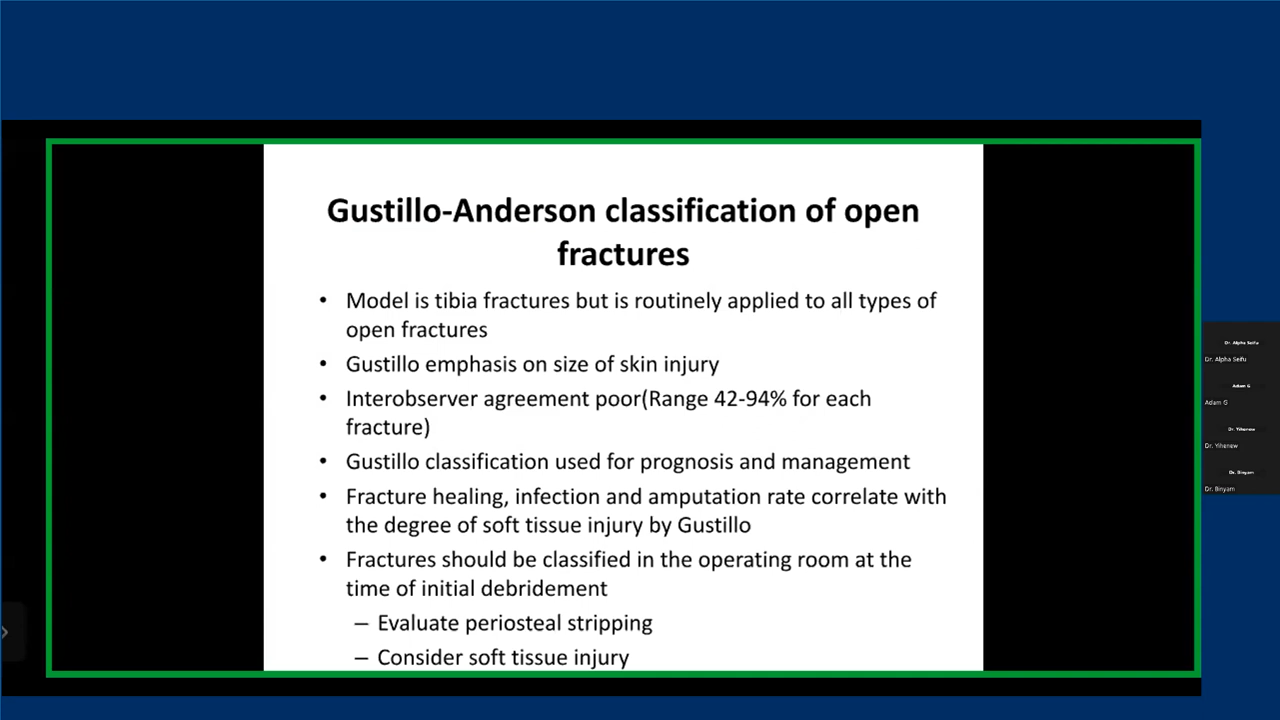 Gustillo-Anderson classification of open
fractures
• Model is tibia fractures but is routinely applied to all types of
open fractures
• Gustillo emphasis on size of skin injury
• Interobserver agreement poor(Range 42-94% for each
fracture)
• Gustillo classification used for prognosis and management
• Fracture healing, infection and amputation rate correlate with
the degree of soft tissue injury by Gustillo
• Fractures should be classified in the operating room at the
time of initial debridement
– Evaluate periosteal stripping
– Consider soft tissue injury
Dr. Alpha Seifu
Dr. Alpha Seifu
Adam G
Adam G
Dr. Yihenew
Dr. Yihenew
Dr. Binyam
Dr. Binyam